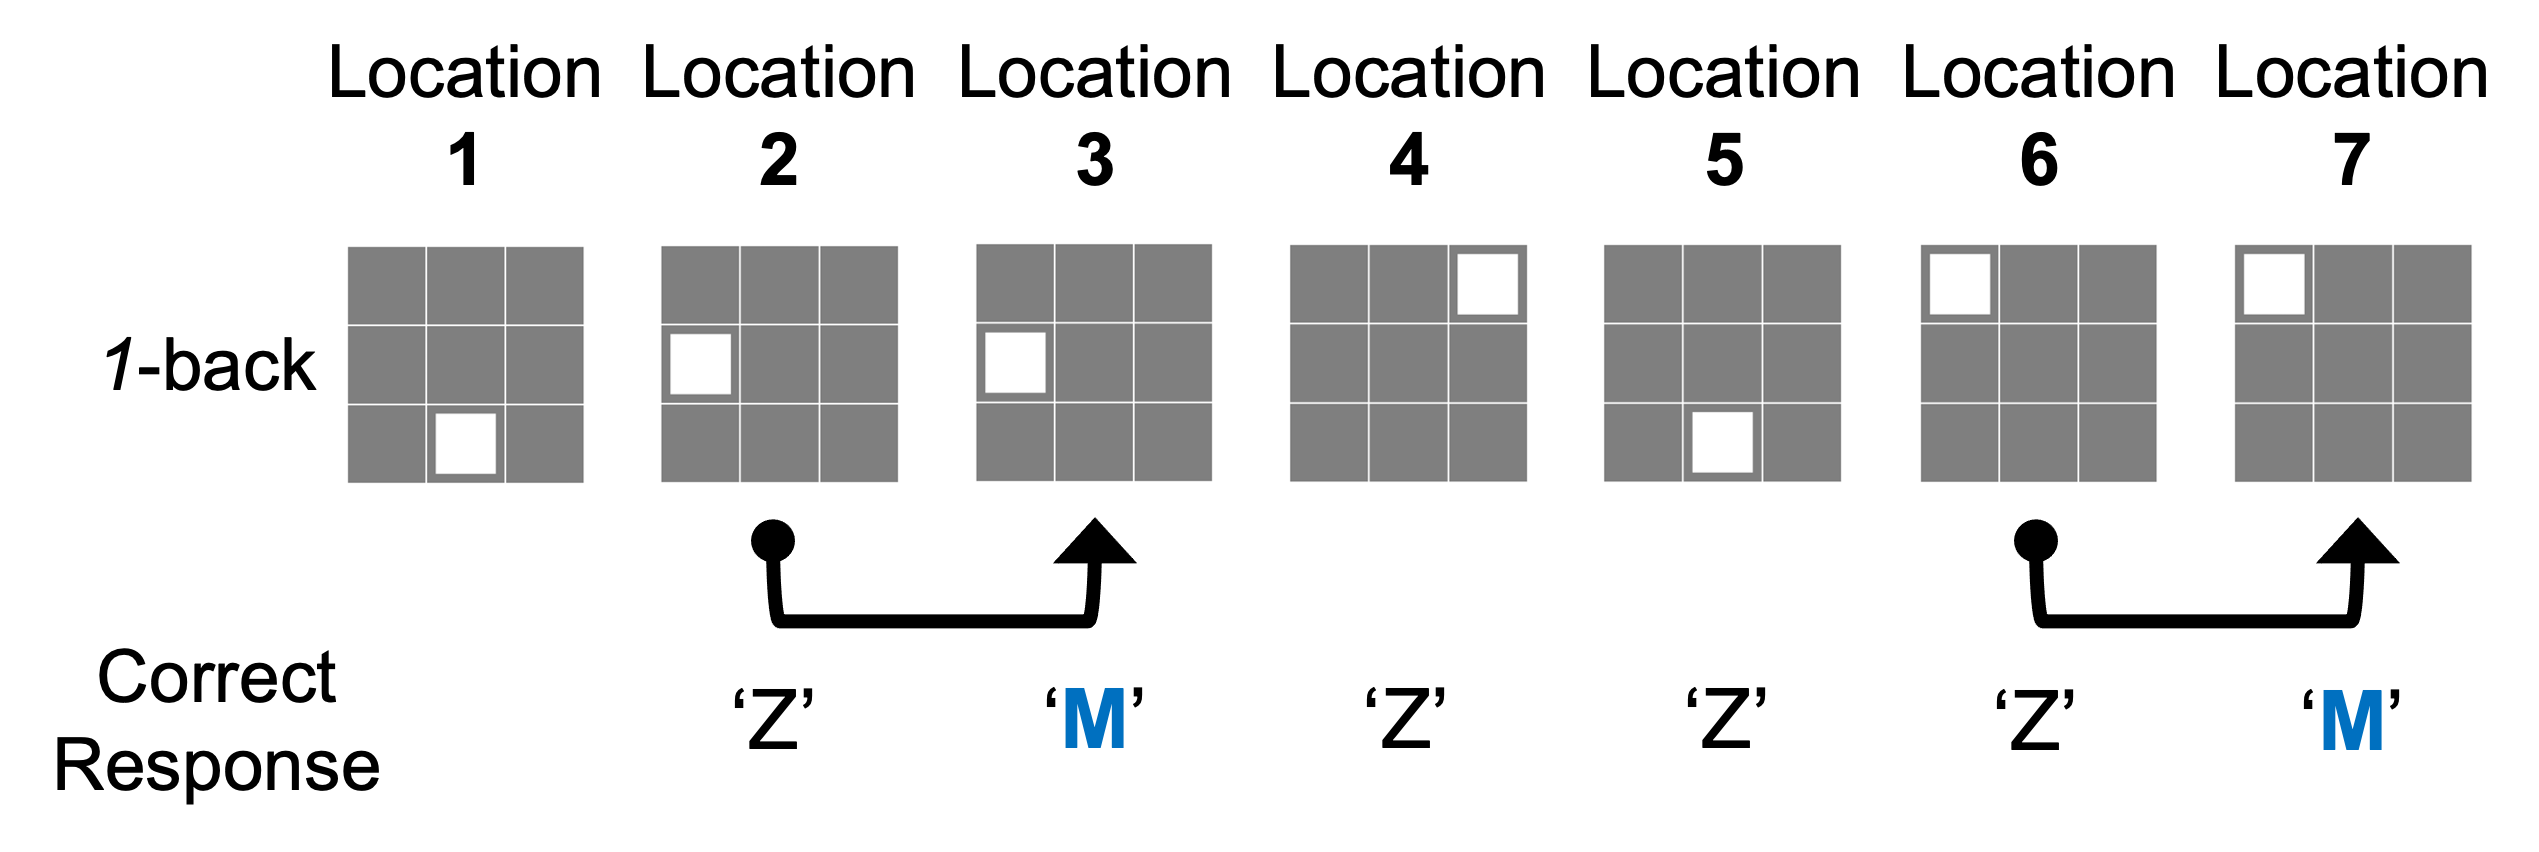 Location Location Location Location Location Location Location
1 2 3 4 5 6 7
1-back
Correct
Response
‘Z’ ‘M’ ‘Z’ ‘Z’ ‘Z’ ‘M’